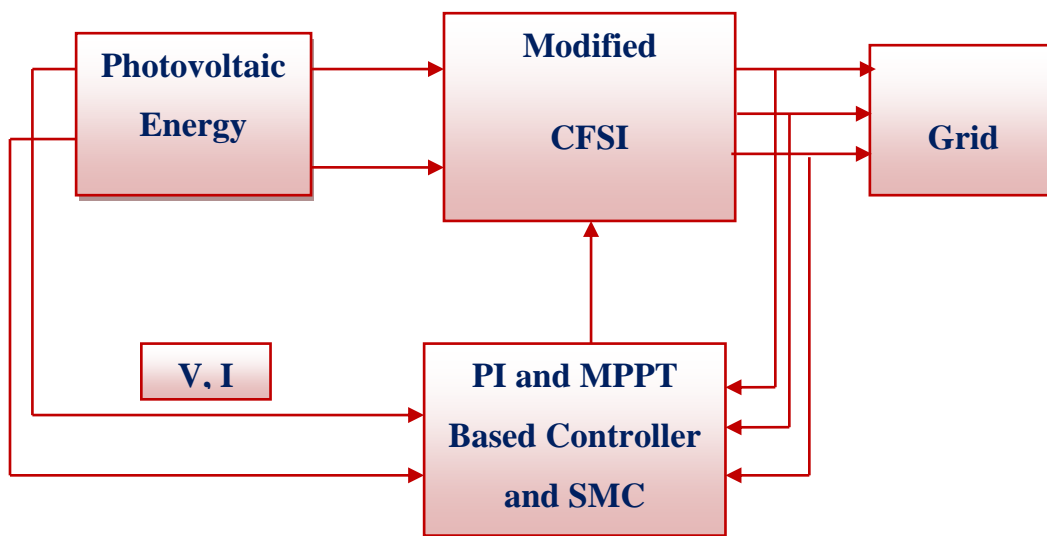 Photovoltaic
Energy
Modified
CFSI
Grid
V, I
PI and MPPT
Based Controller
and SMC